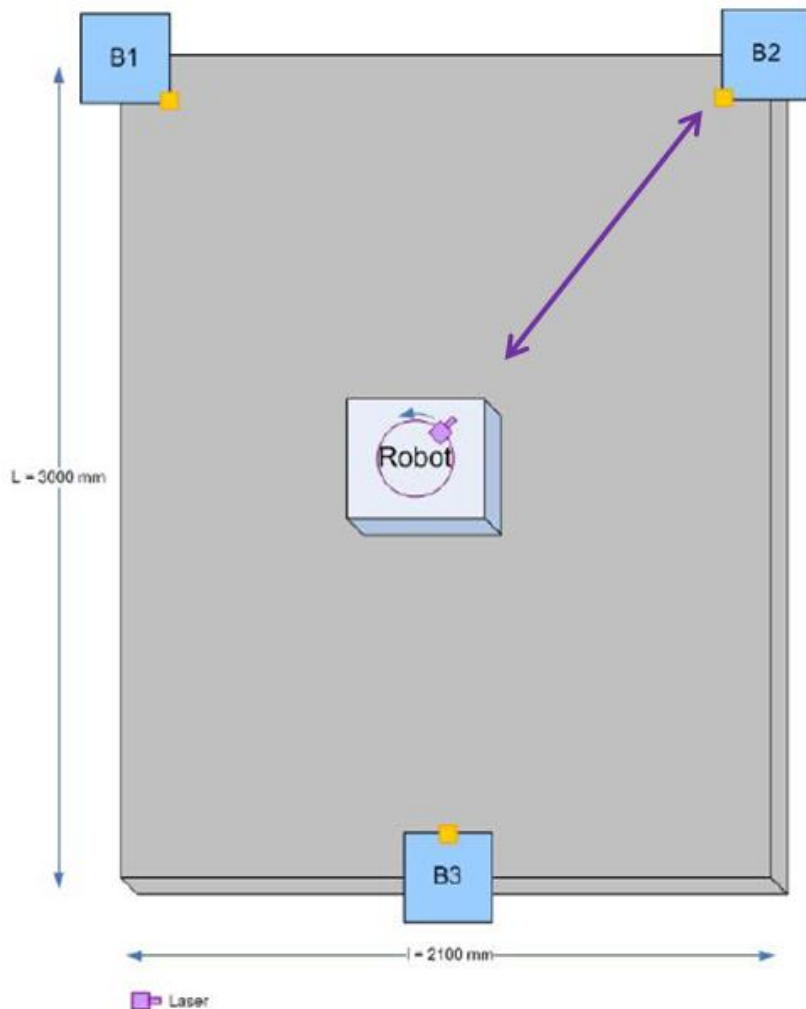 B1
B2
Robot
L = 3000 mm
B3
l = 2100 mm
Laser